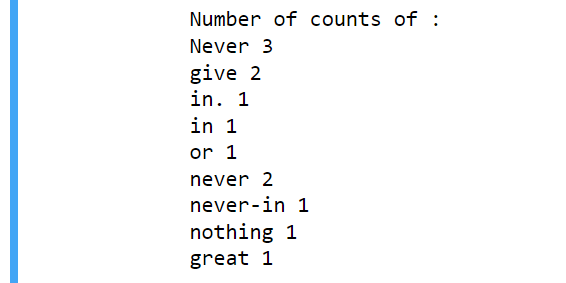 Number of counts of :
Never 3
give 2
in. 1
in 1
or 1
never 2
never-in 1
nothing 1
great 1